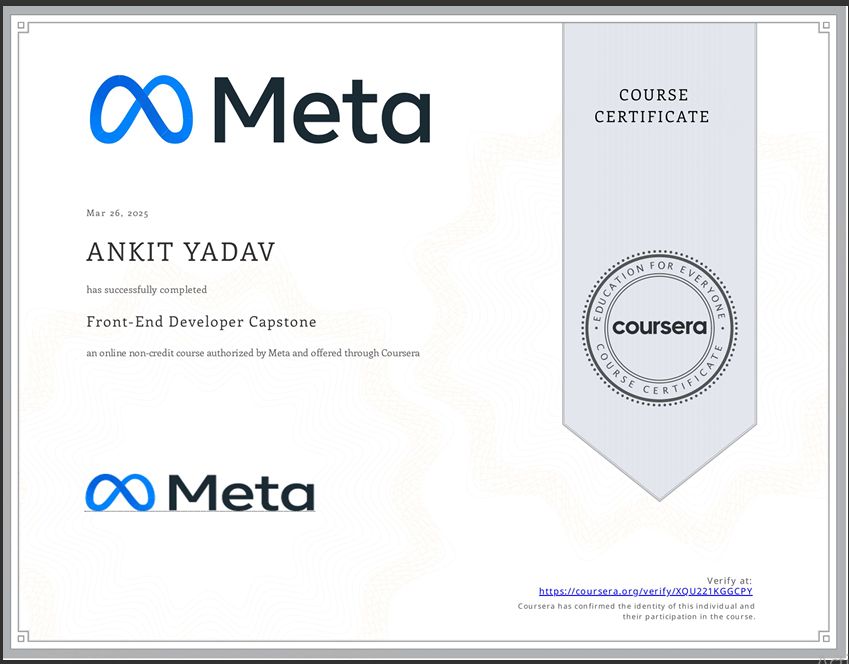 Meta
COURSE
CERTIFICATE
Mar 26, 2025
ANKIT YADAV
has successfully completed
Front-End Developer Capstone
an online non-credit course authorized by Meta and offered through Coursera
EDUCATION FOR EVERYONE
coursera
COURSE CERTIFICATE
Meta
Verify at:
https://coursera.org/verify/XQU221KGGCPY
Coursera has confirmed the identity of this individual and
their participation in the course.